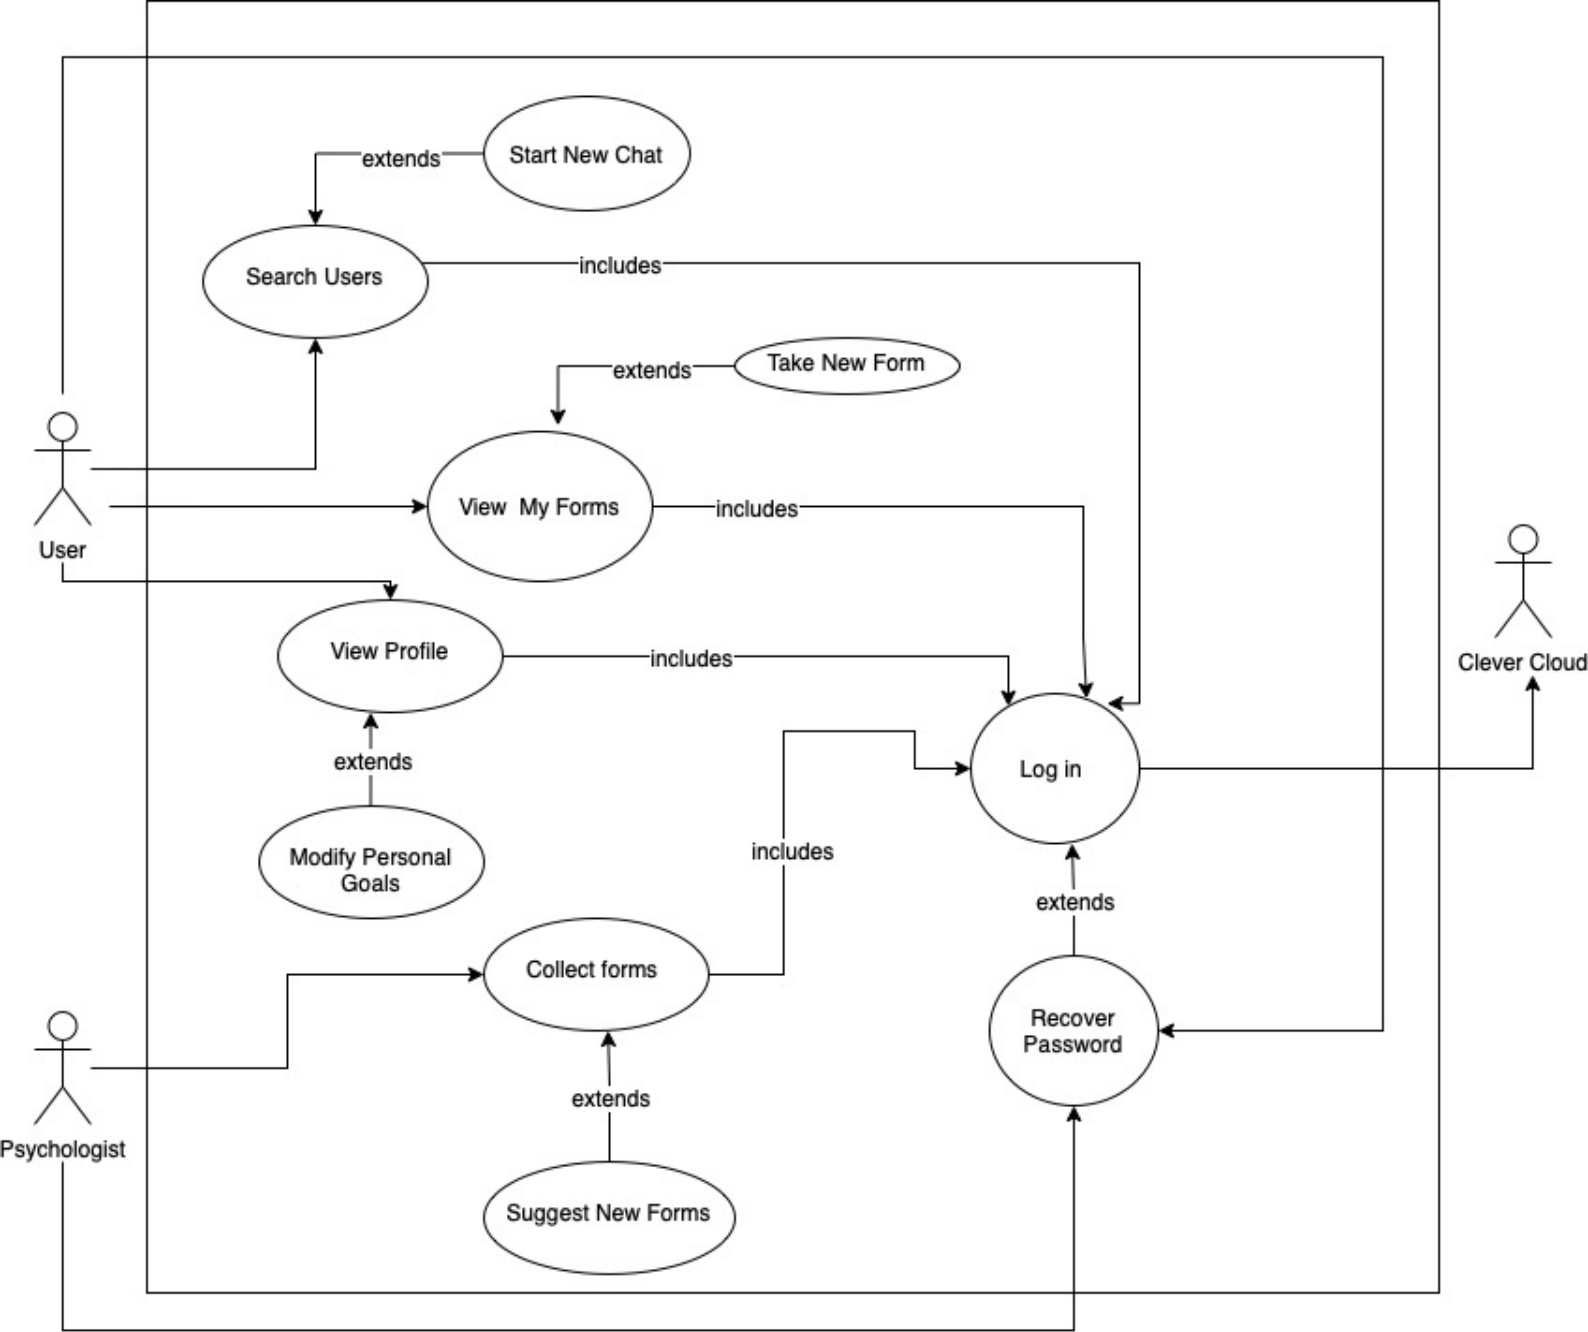 Start New Chat
extends
Search Users
includes
Take New Form
extends
View  My Forms
includes
User
View Profile
includes
Clever Cloud
extends
Log in
Modify Personal
Goals
includes
extends
Collect forms
Recover
Password
extends
Psychologist
Suggest New Forms